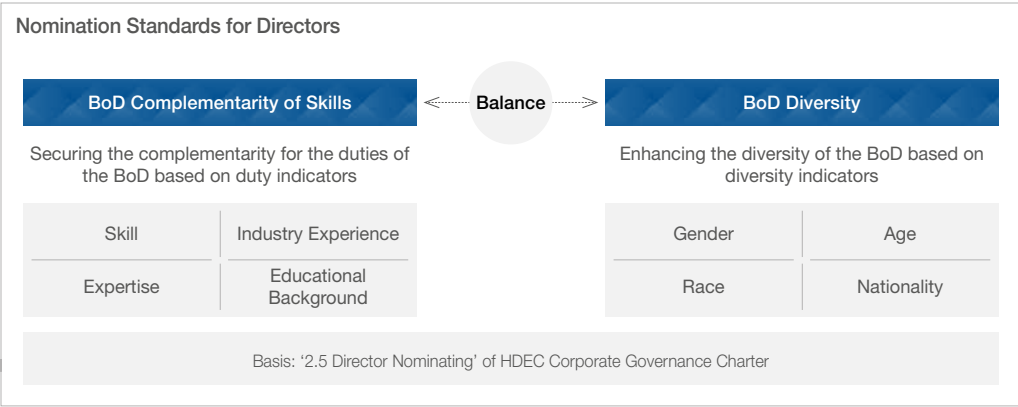 Nomination Standards for Directors
BoD Complementarity of Skills
Balance
BoD Diversity
Securing the complementarity for the duties of
the BoD based on duty indicators
Enhancing the diversity of the BoD based on
diversity indicators
Skill
Industry Experience
Expertise
Educational
Background
Gender
Age
Race
Nationality
Basis: ‘2.5 Director Nominating’ of HDEC Corporate Governance Charter